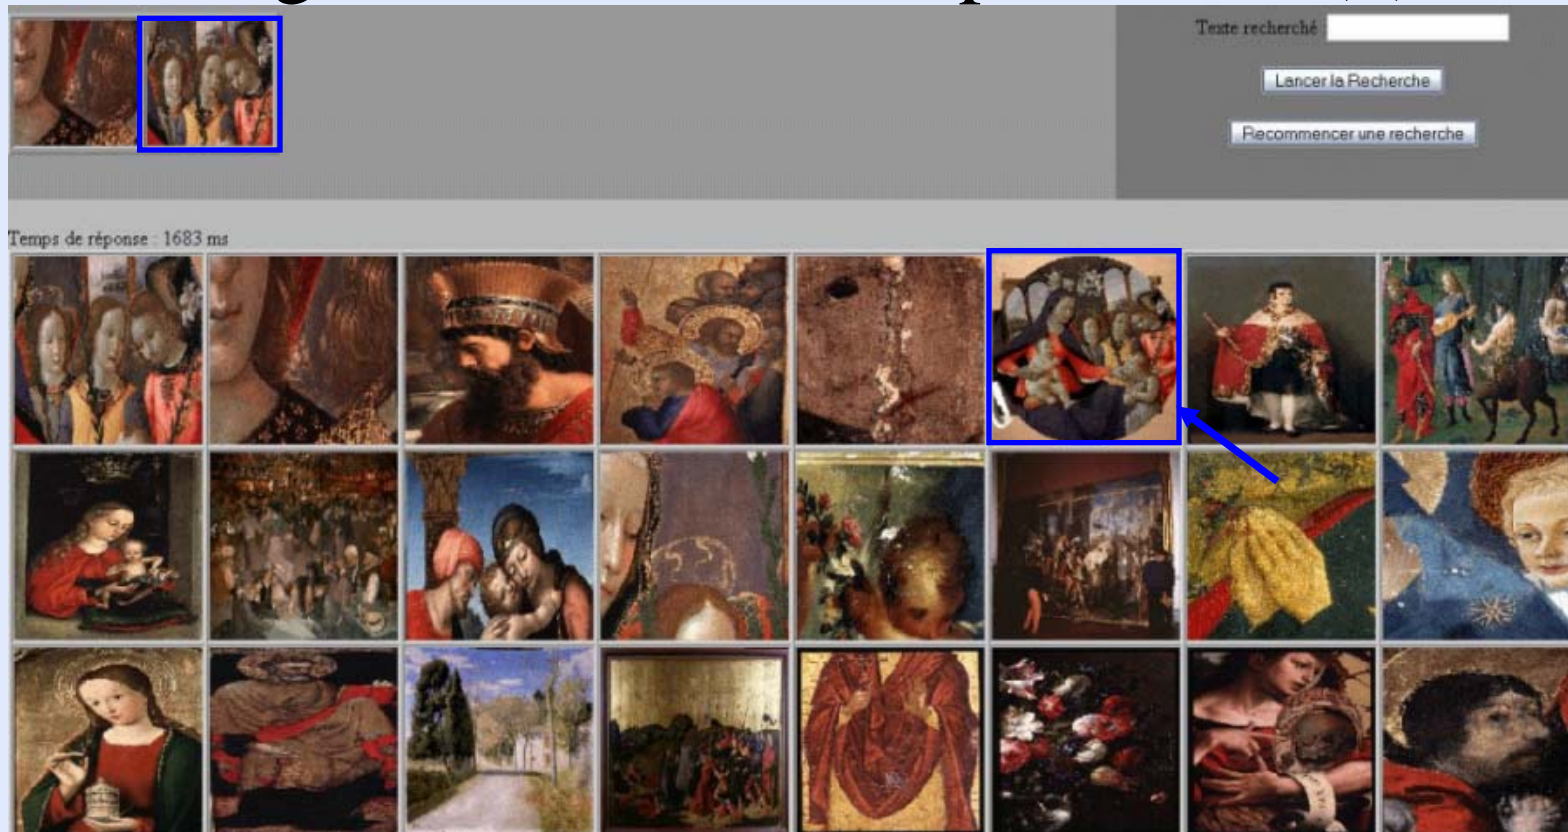 Texte recherché
Lancer la Recherche
Recommencer une recherche
Temps de réponse : 1683 ms